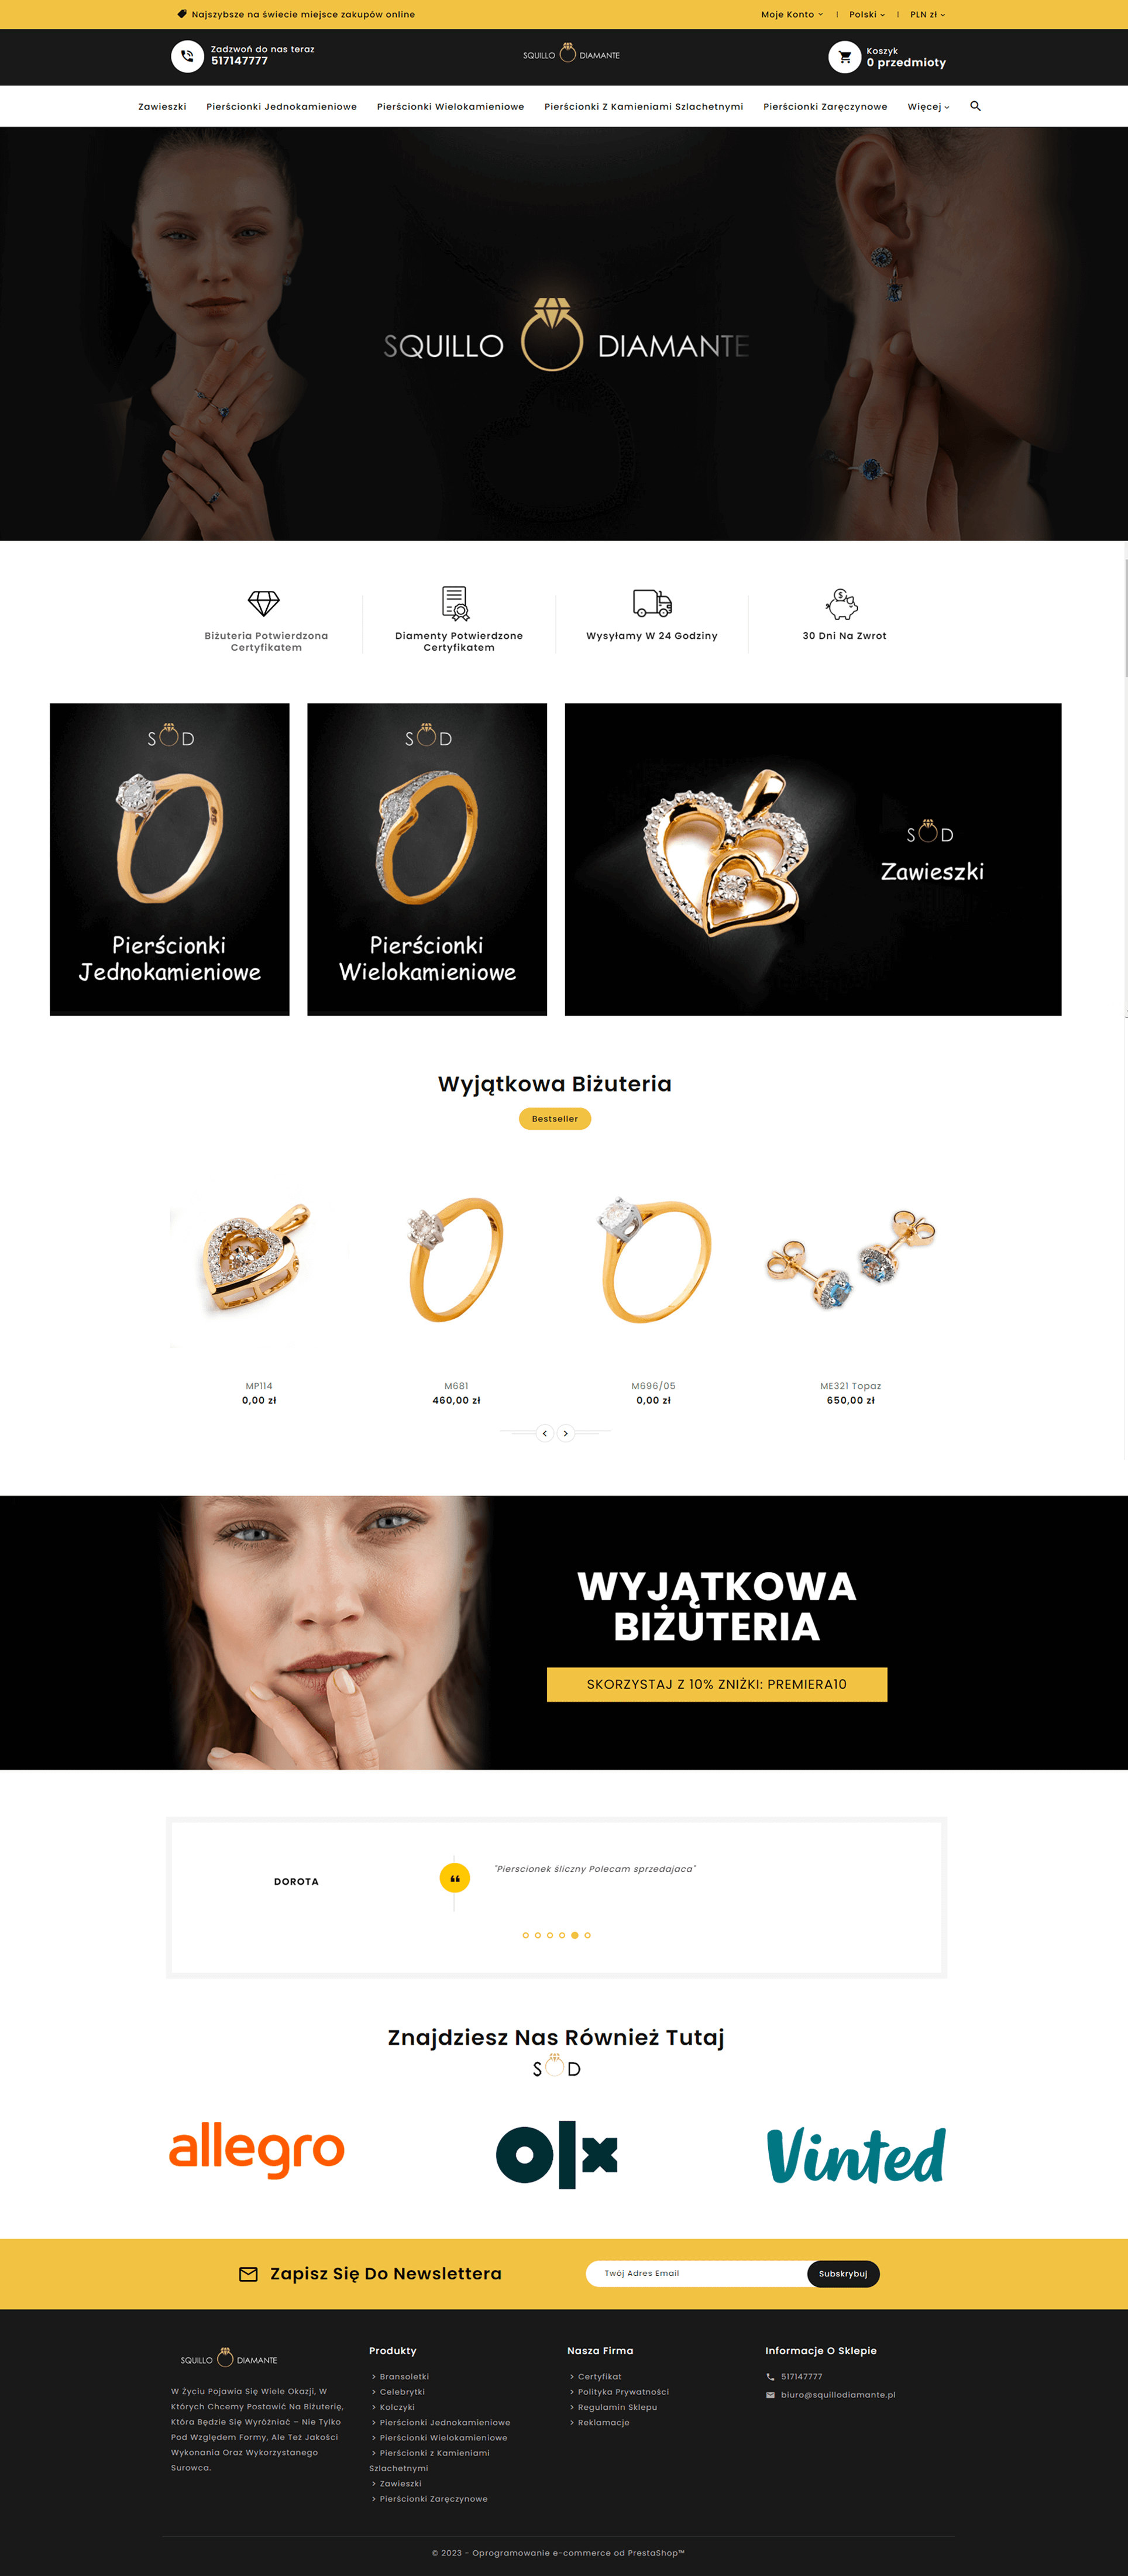 Najszybsze na świecie miejsce zakupów online
Moje Konto
Polski
PLN zł
Zadzwoń do nas teraz
517147777
SQUILLO DIAMANTE
Koszyk
0 przedmioty
Zawieszki
Pierścionki Jednokamieniowe
Pierścionki Wielokamieniowe
Pierścionki Z Kamieniami Szlachetnymi
Pierścionki Zaręczynowe
Więcej
SQUILLO DIAMANTE
Biżuteria Potwierdzona
Certyfikatem
Diamenty Potwierdzone
Certyfikatem
Wysyłamy W 24 Godziny
30 Dni Na Zwrot
S D
Pierścionki
Jednokamieniowe
S D
Pierścionki
Wielokamieniowe
S D
Zawieszki
Wyjątkowa Biżuteria
Bestseller
MP114
0,00 zł
M681
460,00 zł
M696/05
0,00 zł
ME321 Topaz
650,00 zł
WYJĄTKOWA
BIŻUTERIA
SKORZYSTAJ Z 10% ZNIŻKI: PREMIERA10
DOROTA
"Pierscionek śliczny Polecam sprzedajaca"
Znajdziesz Nas Również Tutaj
S D
allegro
olx
Vinted
Zapisz Się Do Newslettera
Twój Adres Email
Subskrybuj
SQUILLO DIAMANTE
W Życiu Pojawia Się Wiele Okazji, W
Których Chcemy Postawić Na Biżuterię,
Która Będzie Się Wyróżniać – Nie Tylko
Pod Względem Formy, Ale Też Jakości
Wykonania Oraz Wykorzystanego
Surowca.
Produkty
Bransoletki
Celebrytki
Kolczyki
Pierścionki Jednokamieniowe
Pierścionki Wielokamieniowe
Pierścionki z Kamieniami
Szlachetnymi
Zawieszki
Pierścionki Zaręczynowe
Nasza Firma
Certyfikat
Polityka Prywatności
Regulamin Sklepu
Reklamacje
Informacje O Sklepie
517147777
biuro@squillodiamante.pl
© 2023 - Oprogramowanie e-commerce od PrestaShop™